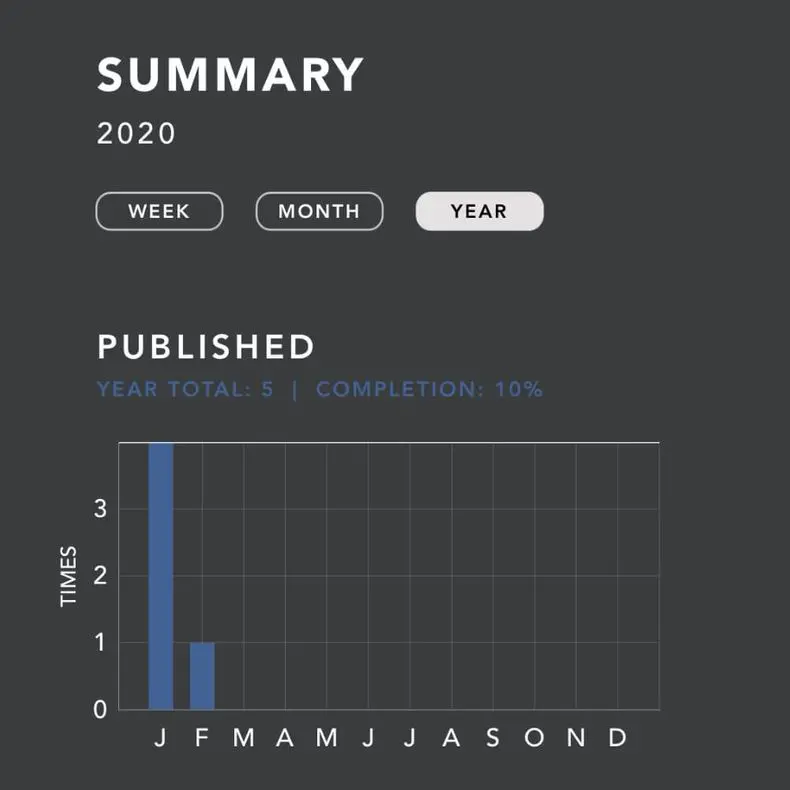 SUMMARY
2020
WEEK MONTH YEAR
PUBLISHED
YEAR TOTAL: 5 | COMPLETION: 10%
3
2
1
0
TIMES
J F M A M J J A S O N D